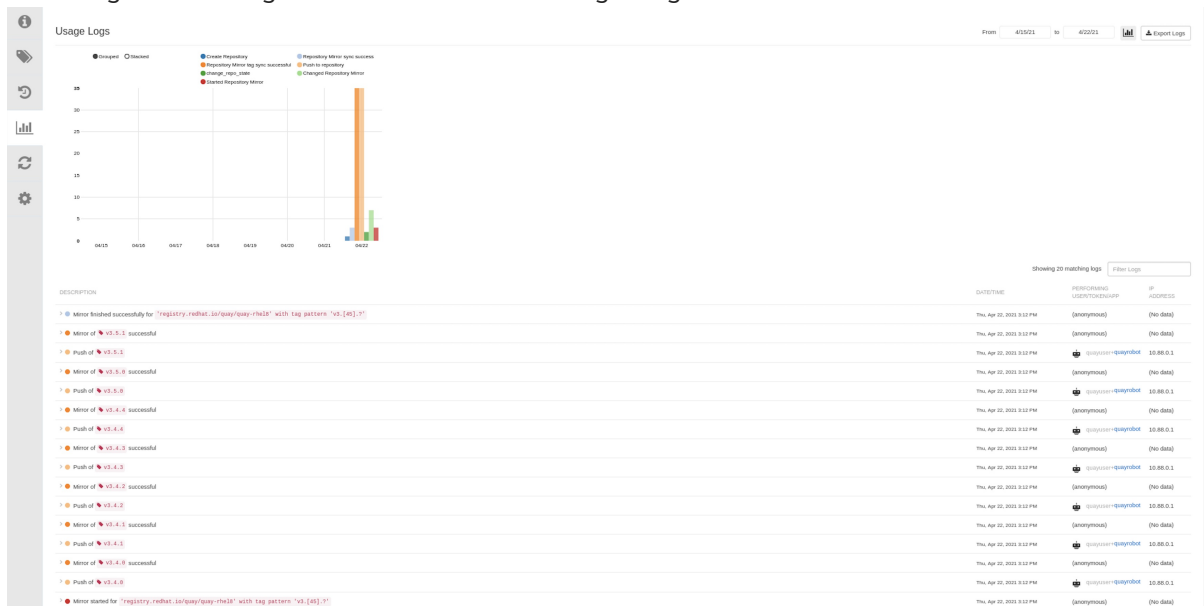 Usage Logs
From 4/15/21 to 4/22/21 Export Logs
Grouped Stacked
Create Repository Repository Mirror sync success
Repository Mirror tag sync successful Push to repository
change_repo_state Changed Repository Mirror
Started Repository Mirror
35
30
25
20
15
10
5
0
04/15 04/16 04/17 04/18 04/19 04/20 04/21 04/22
Showing 20 matching logs Filter Logs
DESCRIPTION DATE/TIME PERFORMING USER/TOKEN/APP IP ADDRESS
Mirror finished successfully for 'registry.redhat.io/quay/quay-rhel8' with tag pattern 'v3.[45].?' Thu, Apr 22, 2021 3:12 PM (anonymous) (No data)
Mirror of v3.5.1 successful Thu, Apr 22, 2021 3:12 PM (anonymous) (No data)
Push of v3.5.1 Thu, Apr 22, 2021 3:12 PM quayuser+quayrobot 10.88.0.1
Mirror of v3.5.0 successful Thu, Apr 22, 2021 3:12 PM (anonymous) (No data)
Push of v3.5.0 Thu, Apr 22, 2021 3:12 PM quayuser+quayrobot 10.88.0.1
Mirror of v3.4.4 successful Thu, Apr 22, 2021 3:12 PM (anonymous) (No data)
Push of v3.4.4 Thu, Apr 22, 2021 3:12 PM quayuser+quayrobot 10.88.0.1
Mirror of v3.4.3 successful Thu, Apr 22, 2021 3:12 PM (anonymous) (No data)
Push of v3.4.3 Thu, Apr 22, 2021 3:12 PM quayuser+quayrobot 10.88.0.1
Mirror of v3.4.2 successful Thu, Apr 22, 2021 3:12 PM (anonymous) (No data)
Push of v3.4.2 Thu, Apr 22, 2021 3:12 PM quayuser+quayrobot 10.88.0.1
Mirror of v3.4.1 successful Thu, Apr 22, 2021 3:12 PM (anonymous) (No data)
Push of v3.4.1 Thu, Apr 22, 2021 3:12 PM quayuser+quayrobot 10.88.0.1
Mirror of v3.4.0 successful Thu, Apr 22, 2021 3:12 PM (anonymous) (No data)
Push of v3.4.0 Thu, Apr 22, 2021 3:12 PM quayuser+quayrobot 10.88.0.1
Mirror started for 'registry.redhat.io/quay/quay-rhel8' with tag pattern 'v3.[45].?' Thu, Apr 22, 2021 3:12 PM (anonymous) (No data)